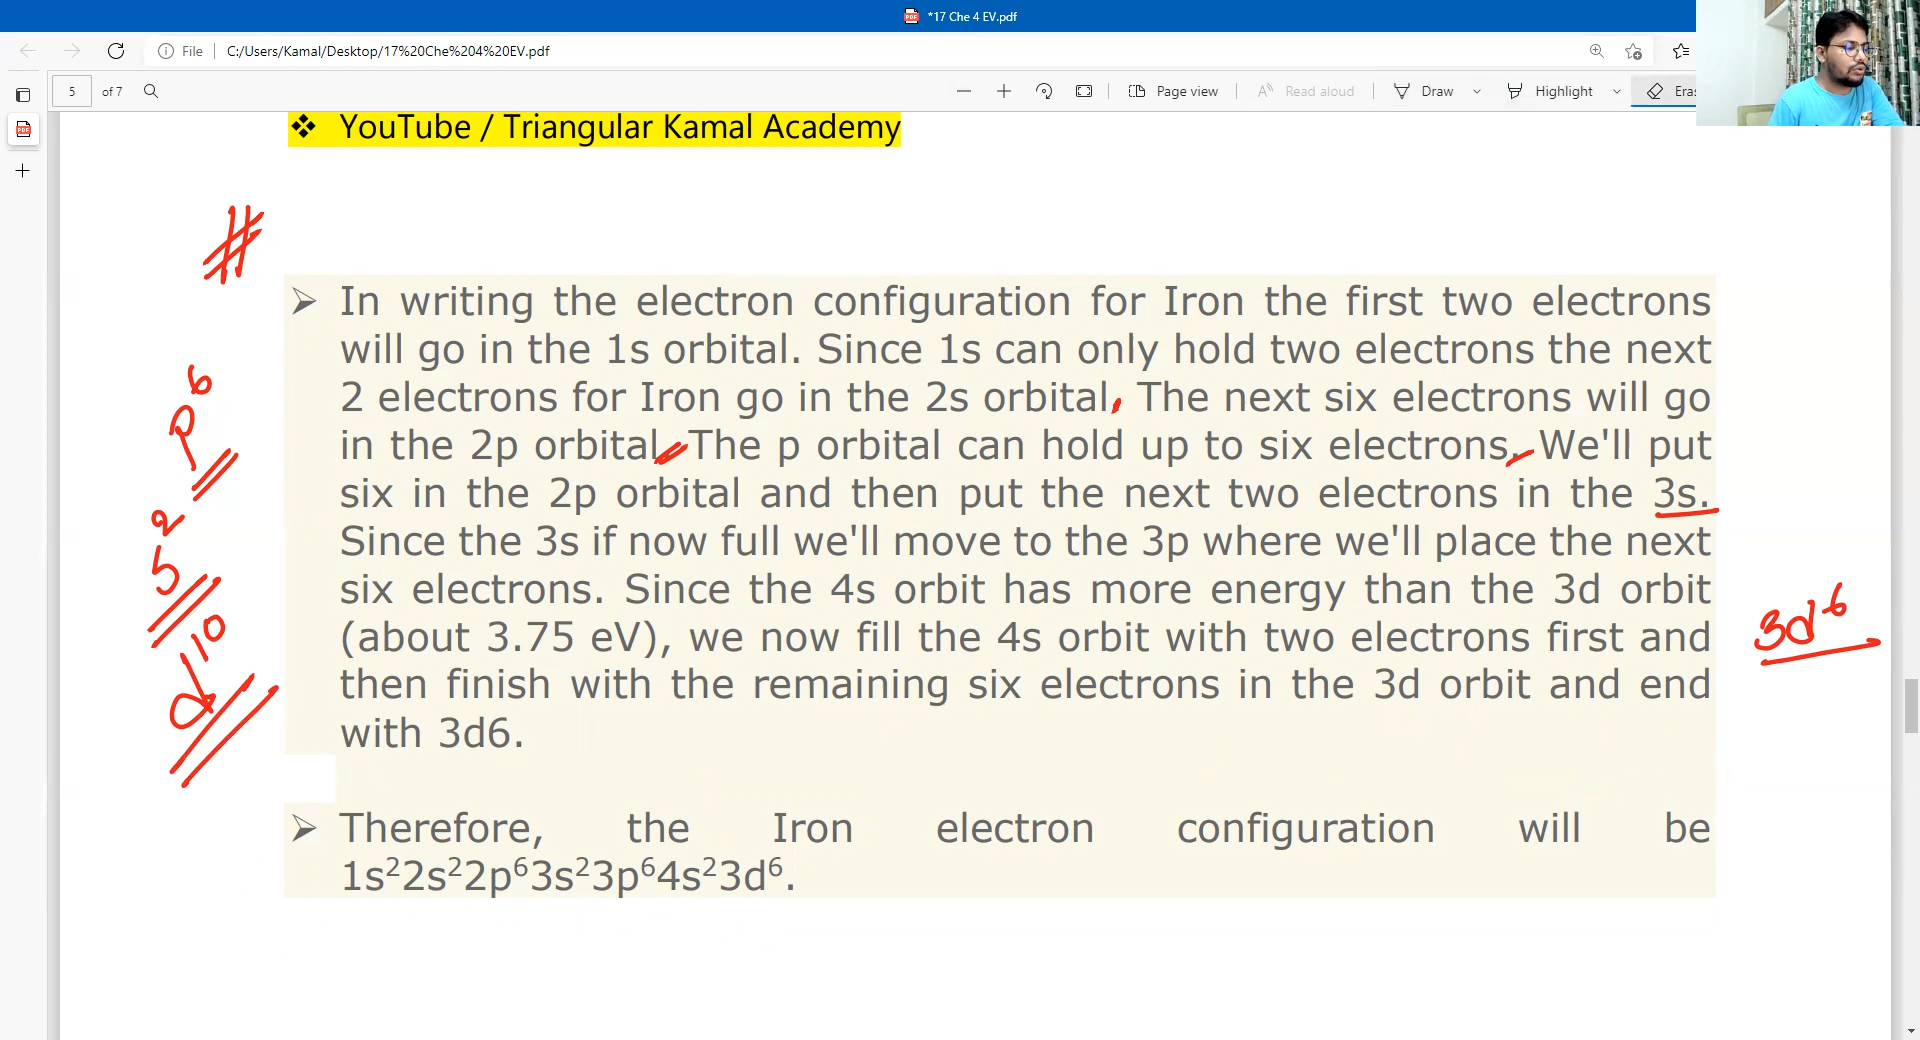 *17 Che 4 EV.pdf
File C:/Users/Kamal/Desktop/17%20Che%204%20EV.pdf
5 of 7 Page view Read aloud Draw Highlight Eras
❖ YouTube / Triangular Kamal Academy
#
➢ In writing the electron configuration for Iron the first two electrons
will go in the 1s orbital. Since 1s can only hold two electrons the next
2 electrons for Iron go in the 2s orbital. The next six electrons will go
in the 2p orbital. The p orbital can hold up to six electrons. We'll put
six in the 2p orbital and then put the next two electrons in the 3s.
Since the 3s if now full we'll move to the 3p where we'll place the next
six electrons. Since the 4s orbit has more energy than the 3d orbit
(about 3.75 eV), we now fill the 4s orbit with two electrons first and
then finish with the remaining six electrons in the 3d orbit and end
with 3d6.
p⁶
s²
d¹⁰
3d⁶
➢ Therefore, the Iron electron configuration will be
1s²2s²2p⁶3s²3p⁶4s²3d⁶.